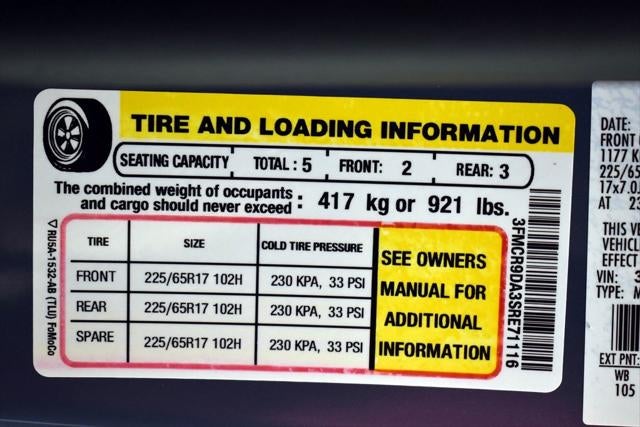 TIRE AND LOADING INFORMATION
SEATING CAPACITY TOTAL : 5 FRONT: 2 REAR: 3
The combined weight of occupants
and cargo should never exceed : 417 kg or 921 lbs.
TIRE SIZE COLD TIRE PRESSURE
FRONT 225/65R17 102H 230 KPA, 33 PSI
REAR 225/65R17 102H 230 KPA, 33 PSI
SPARE 225/65R17 102H 230 KPA, 33 PSI
SEE OWNERS
MANUAL FOR
ADDITIONAL
INFORMATION
RU5A-1532-AB (TLU) FoMoCo
3FMCR9DA3SRE71116
DATE:
FRONT
1177 K
225/65
17x7.0
AT 23
THIS VE
VEHICL
EFFECT
VIN: 3
TYPE: M
EXT PNT:
WB
105